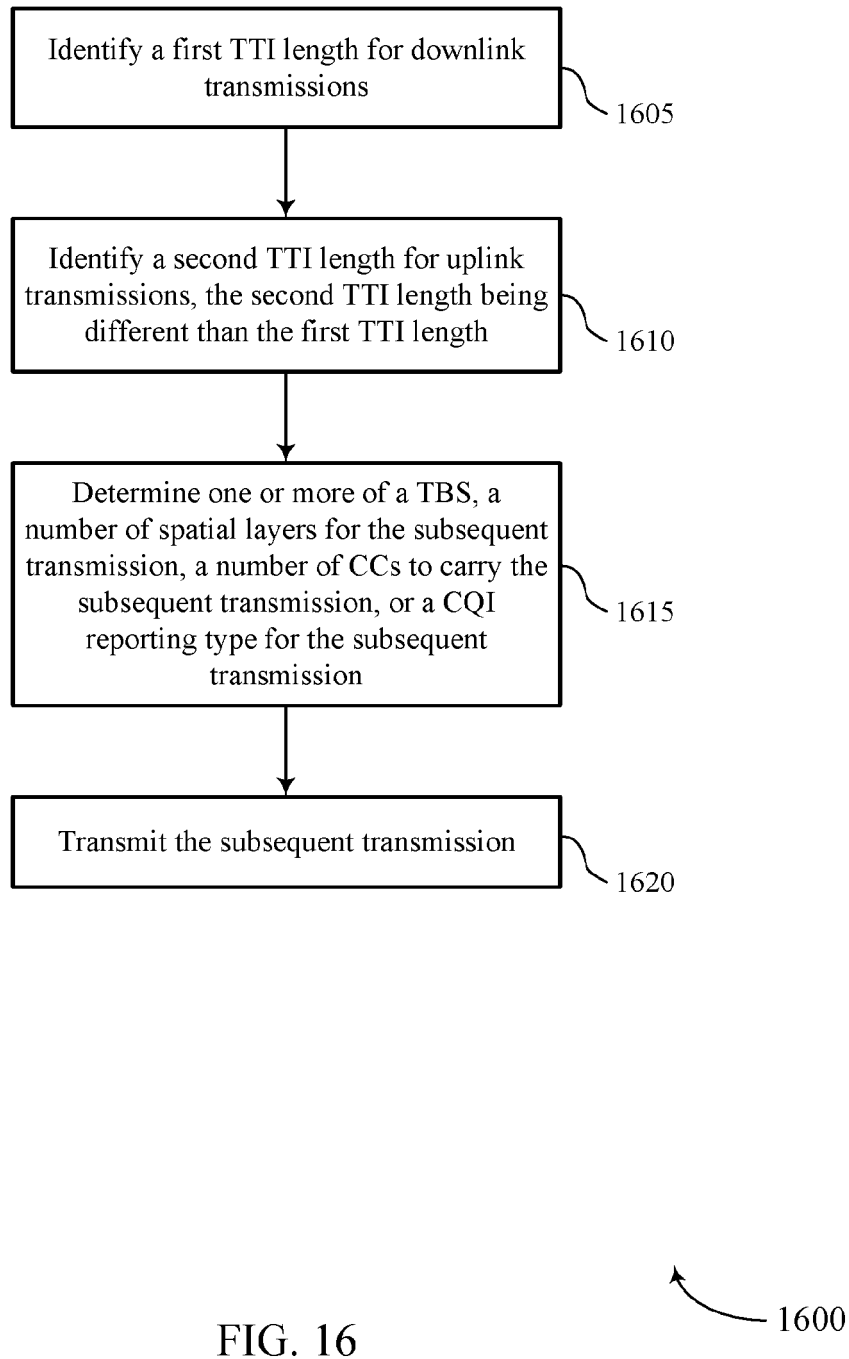 Identify a first TTI length for downlink
transmissions
1605
Identify a second TTI length for uplink
transmissions, the second TTI length being
different than the first TTI length
1610
Determine one or more of a TBS, a
number of spatial layers for the subsequent
transmission, a number of CCs to carry the
subsequent transmission, or a CQI
reporting type for the subsequent
transmission
1615
Transmit the subsequent transmission
1620
1600
FIG. 16